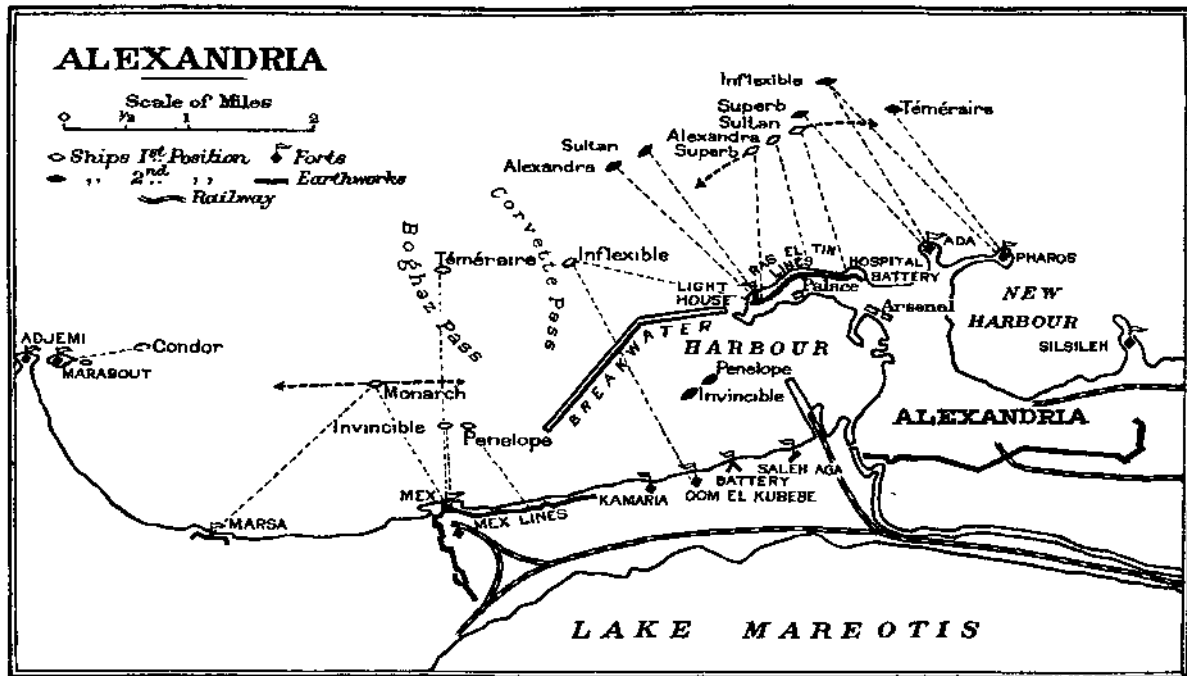 ALEXANDRIA
Scale of Miles
0 ½ 1 2
Ships 1st Position Forts
,, 2nd ,, Earthworks
Railway
Inflexible
Superb
Sultan
Téméraire
Alexandra
Superb
Sultan
Alexandra
Corvette Pass
Boghaz Pass
Téméraire
Inflexible
RAS EL TIN
LINES
HOSPITAL
BATTERY
ADA
PHAROS
LIGHT
HOUSE
Palace
Arsenal
NEW
HARBOUR
SILSILEH
BREAKWATER
HARBOUR
ADJEMI
MARABOUT
Condor
Monarch
Penelope
Invincible
Invincible
Penelope
ALEXANDRIA
SALEH AGA
BATTERY
OOM EL KUBEBE
KAMARIA
MEX
MEX LINES
MARSA
LAKE MAREOTIS